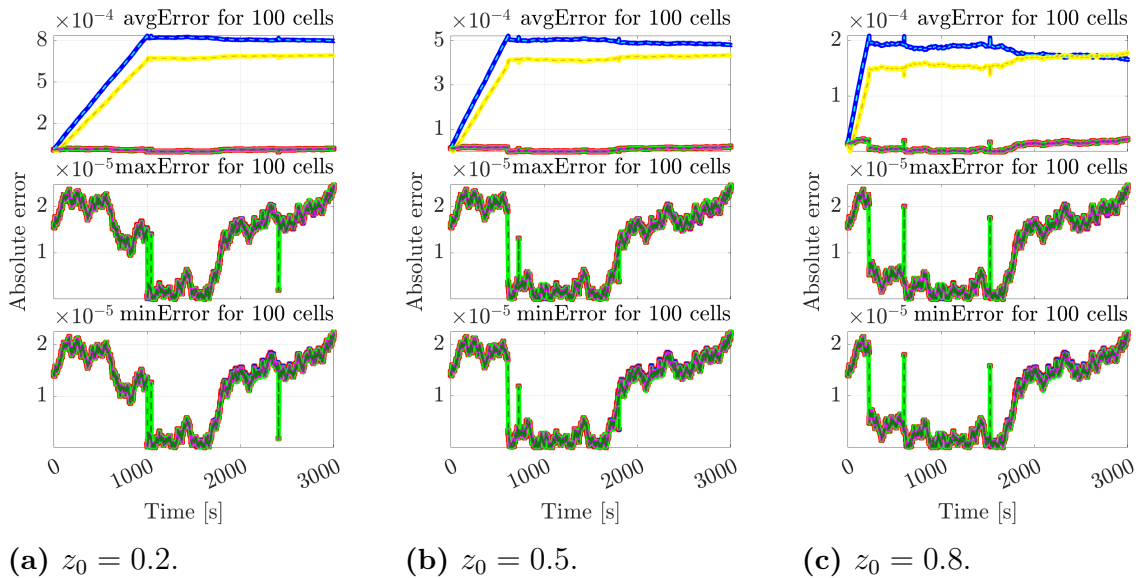 ×10⁻⁴ avgError for 100 cells
8
6
4
2
×10⁻⁵ maxError for 100 cells
2
1
×10⁻⁵ minError for 100 cells
2
1
0 1000 2000 3000
Absolute error
Time [s]
(a) z₀ = 0.2.
×10⁻⁴ avgError for 100 cells
5
4
3
1
×10⁻⁵ maxError for 100 cells
2
1
×10⁻⁵ minError for 100 cells
2
1
0 1000 2000 3000
Absolute error
Time [s]
(b) z₀ = 0.5.
×10⁻⁴ avgError for 100 cells
2
1
×10⁻⁵ maxError for 100 cells
2
1
×10⁻⁵ minError for 100 cells
2
1
0 1000 2000 3000
Absolute error
Time [s]
(c) z₀ = 0.8.